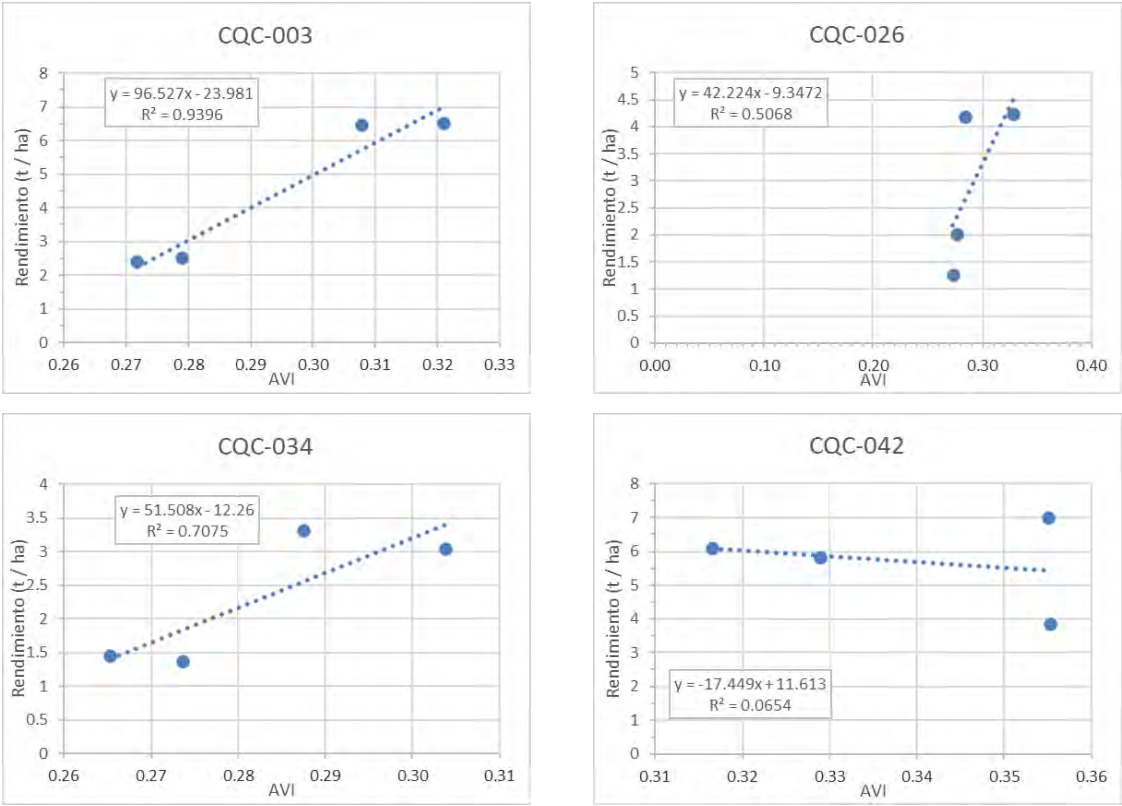 CQC-003
8
7
6
5
4
3
2
1
0
Rendimiento (t / ha)
y = 96.527x - 23.981
R² = 0.9396
0.26 0.27 0.28 0.29 0.30 0.31 0.32 0.33
AVI
CQC-026
5
4.5
4
3.5
3
2.5
2
1.5
1
0.5
0
Rendimiento (t / ha)
y = 42.224x - 9.3472
R² = 0.5068
0.00 0.10 0.20 0.30 0.40
AVI
CQC-034
4
3.5
3
2.5
2
1.5
1
0.5
0
Rendimiento (t / ha)
y = 51.508x - 12.26
R² = 0.7075
0.26 0.27 0.28 0.29 0.30 0.31
AVI
CQC-042
8
7
6
5
4
3
2
1
0
Rendimiento (t / ha)
y = -17.449x + 11.613
R² = 0.0654
0.31 0.32 0.33 0.34 0.35 0.36
AVI